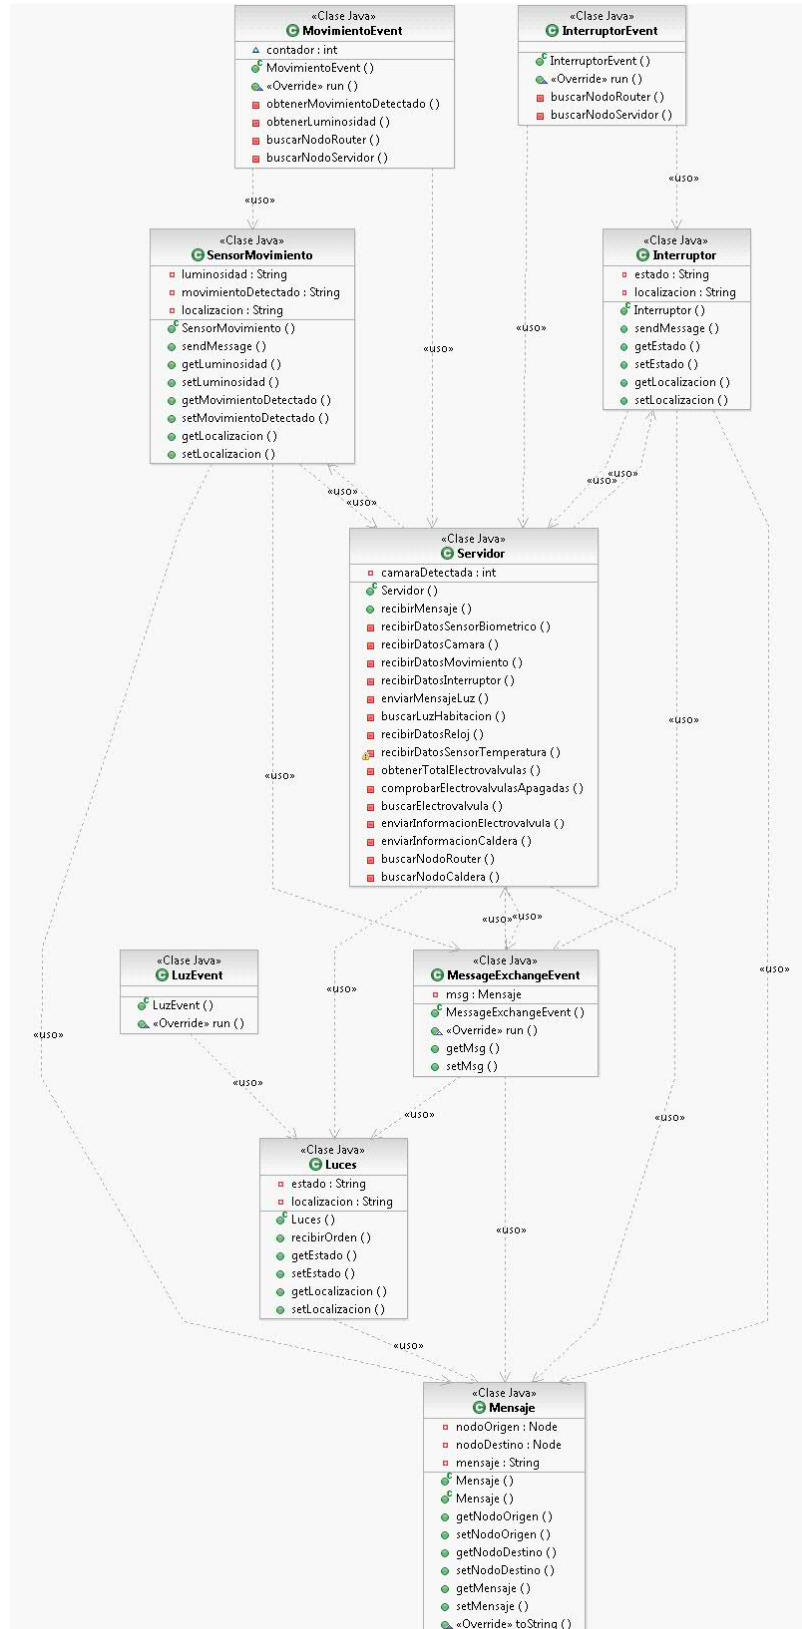 «Clase Java»
MovimientoEvent
contador : int
MovimientoEvent ( )
«Override» run ( )
obtenerMovimientoDetectado ( )
obtenerLuminosidad ( )
buscarNodoRouter ( )
buscarNodoServidor ( )
«Clase Java»
InterruptorEvent
InterruptorEvent ( )
«Override» run ( )
buscarNodoRouter ( )
buscarNodoServidor ( )
«uso»
«uso»
«Clase Java»
SensorMovimiento
luminosidad : String
movimientoDetectado : String
localizacion : String
SensorMovimiento ( )
sendMessage ( )
getLuminosidad ( )
setLuminosidad ( )
getMovimientoDetectado ( )
setMovimientoDetectado ( )
getLocalizacion ( )
setLocalizacion ( )
«Clase Java»
Interruptor
estado : String
localizacion : String
Interruptor ( )
sendMessage ( )
getEstado ( )
setEstado ( )
getLocalizacion ( )
setLocalizacion ( )
«uso»
«uso»
«uso»
«uso»
«uso»
«uso»
«Clase Java»
Servidor
camaraDetectada : int
Servidor ( )
recibirMensaje ( )
recibirDatosSensorBiometrico ( )
recibirDatosCamara ( )
recibirDatosMovimiento ( )
recibirDatosInterruptor ( )
enviarMensajeLuz ( )
buscarLuzHabitacion ( )
recibirDatosReloj ( )
recibirDatosSensorTemperatura ( )
obtenerTotalElectrovalvulas ( )
comprobarElectrovalvulasApagadas ( )
buscarElectrovalvula ( )
enviarInformacionElectrovalvula ( )
enviarInformacionCaldera ( )
buscarNodoRouter ( )
buscarNodoCaldera ( )
«uso»
«uso»
«uso»
«uso»
«uso»
«uso»
«uso»
«Clase Java»
LuzEvent
LuzEvent ( )
«Override» run ( )
«Clase Java»
MessageExchangeEvent
msg : Mensaje
MessageExchangeEvent ( )
«Override» run ( )
getMsg ( )
setMsg ( )
«uso»
«uso»
«uso»
«uso»
«Clase Java»
Luces
estado : String
localizacion : String
Luces ( )
recibirOrden ( )
getEstado ( )
setEstado ( )
getLocalizacion ( )
setLocalizacion ( )
«uso»
«uso»
«Clase Java»
Mensaje
nodoOrigen : Node
nodoDestino : Node
mensaje : String
Mensaje ( )
Mensaje ( )
getNodoOrigen ( )
setNodoOrigen ( )
getNodoDestino ( )
setNodoDestino ( )
getMensaje ( )
setMensaje ( )
«Override» toString ( )